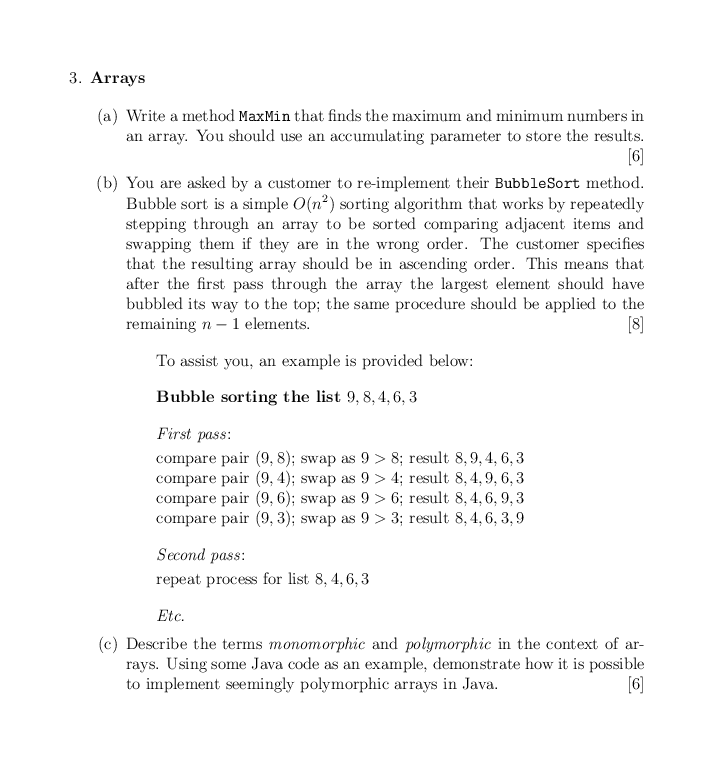 3. Arrays
(a) Write a method MaxMin that finds the maximum and minimum numbers in
an array. You should use an accumulating parameter to store the results.
[6]
(b) You are asked by a customer to re-implement their BubbleSort method.
Bubble sort is a simple O(n²) sorting algorithm that works by repeatedly
stepping through an array to be sorted comparing adjacent items and
swapping them if they are in the wrong order. The customer specifies
that the resulting array should be in ascending order. This means that
after the first pass through the array the largest element should have
bubbled its way to the top; the same procedure should be applied to the
remaining n − 1 elements. [8]
To assist you, an example is provided below:
Bubble sorting the list 9, 8, 4, 6, 3
First pass:
compare pair (9, 8); swap as 9 > 8; result 8, 9, 4, 6, 3
compare pair (9, 4); swap as 9 > 4; result 8, 4, 9, 6, 3
compare pair (9, 6); swap as 9 > 6; result 8, 4, 6, 9, 3
compare pair (9, 3); swap as 9 > 3; result 8, 4, 6, 3, 9
Second pass:
repeat process for list 8, 4, 6, 3
Etc.
(c) Describe the terms monomorphic and polymorphic in the context of ar-
rays. Using some Java code as an example, demonstrate how it is possible
to implement seemingly polymorphic arrays in Java. [6]